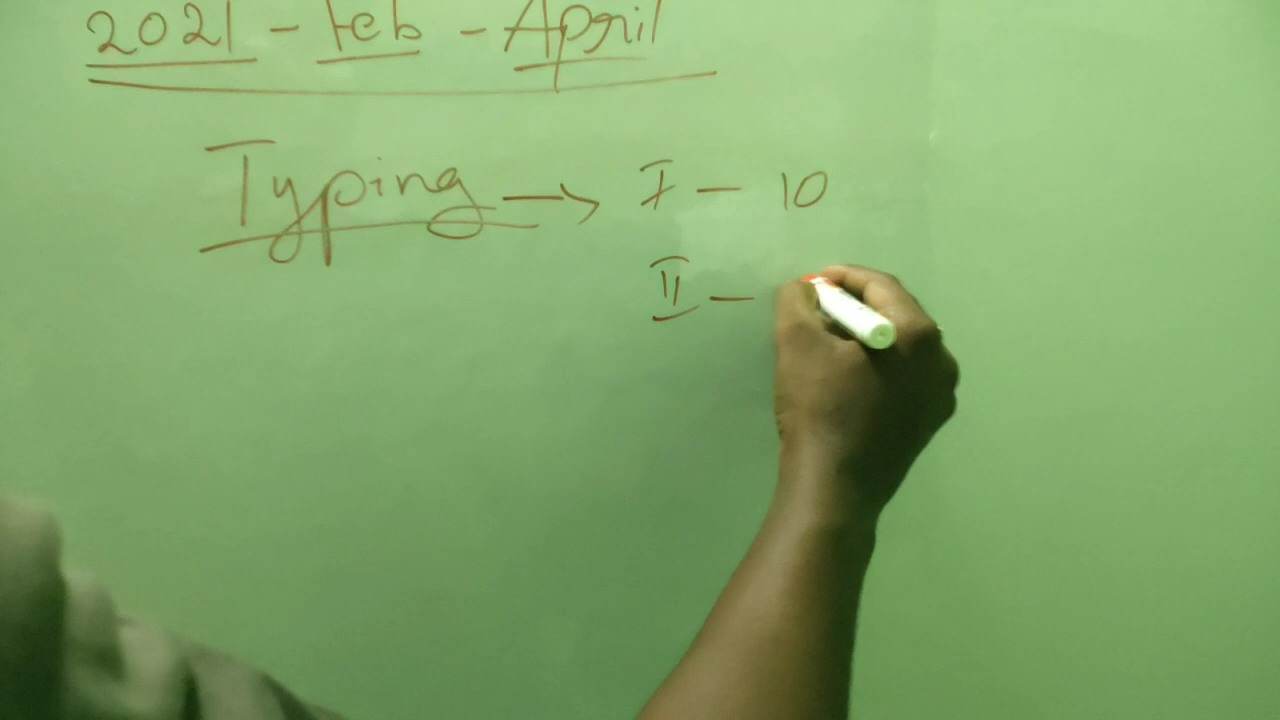 2021 - Feb - April
Typing → I - 10
II -